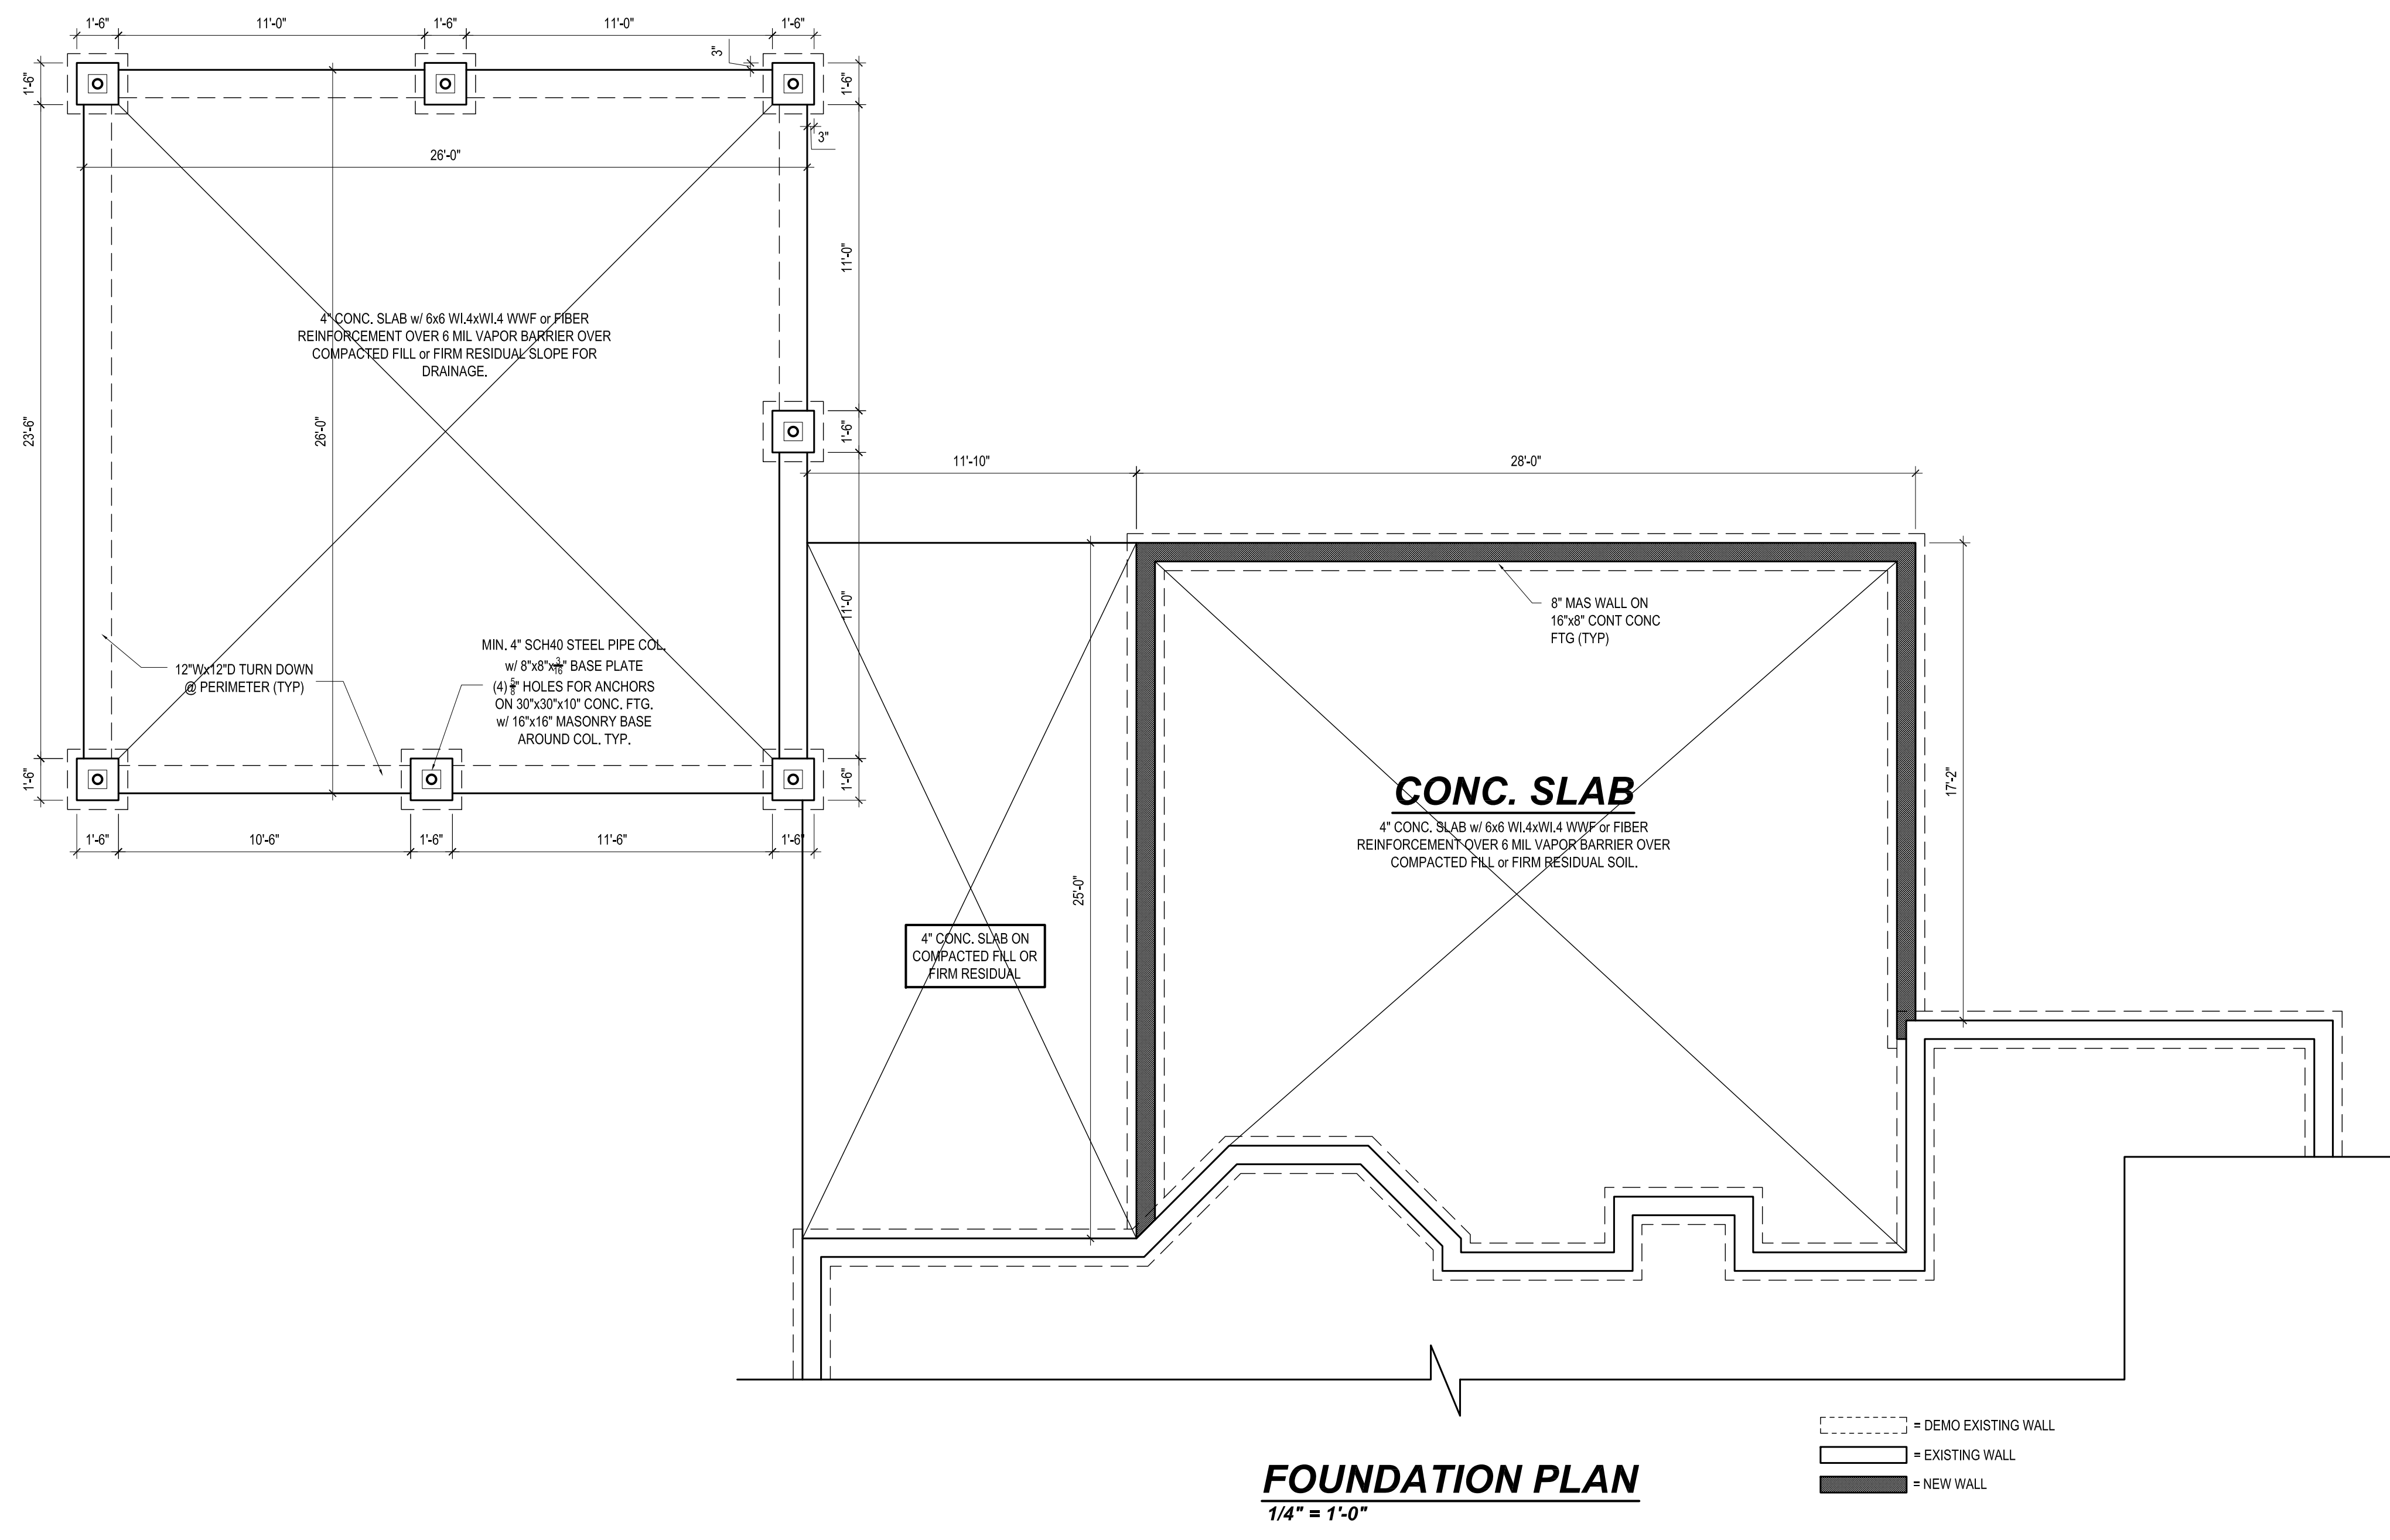 1'-6" 11'-0" 1'-6" 11'-0" 1'-6"
3"
1'-6"
1'-6"
3"
26'-0"
11'-0"
4" CONC. SLAB w/ 6x6 WI.4xWI.4 WWF or FIBER
REINFORCEMENT OVER 6 MIL VAPOR BARRIER OVER
COMPACTED FILL or FIRM RESIDUAL SLOPE FOR
DRAINAGE.
23'-6"
26'-0"
1'-6"
11'-10"
28'-0"
11'-0"
8" MAS WALL ON
16"x8" CONT CONC
FTG (TYP)
12"Wx12"D TURN DOWN
@ PERIMETER (TYP)
MIN. 4" SCH40 STEEL PIPE COL.
w/ 8"x8"x3/16" BASE PLATE
(4) 5/8" HOLES FOR ANCHORS
ON 30"x30"x10" CONC. FTG.
w/ 16"x16" MASONRY BASE
AROUND COL. TYP.
1'-6"
1'-6"
1'-6" 10'-6" 1'-6" 11'-6" 1'-6"
17'-2"
CONC. SLAB
4" CONC. SLAB w/ 6x6 WI.4xWI.4 WWF or FIBER
REINFORCEMENT OVER 6 MIL VAPOR BARRIER OVER
COMPACTED FILL or FIRM RESIDUAL SOIL.
25'-0"
4" CONC. SLAB ON
COMPACTED FILL OR
FIRM RESIDUAL
= DEMO EXISTING WALL
= EXISTING WALL
= NEW WALL
FOUNDATION PLAN
1/4" = 1'-0"